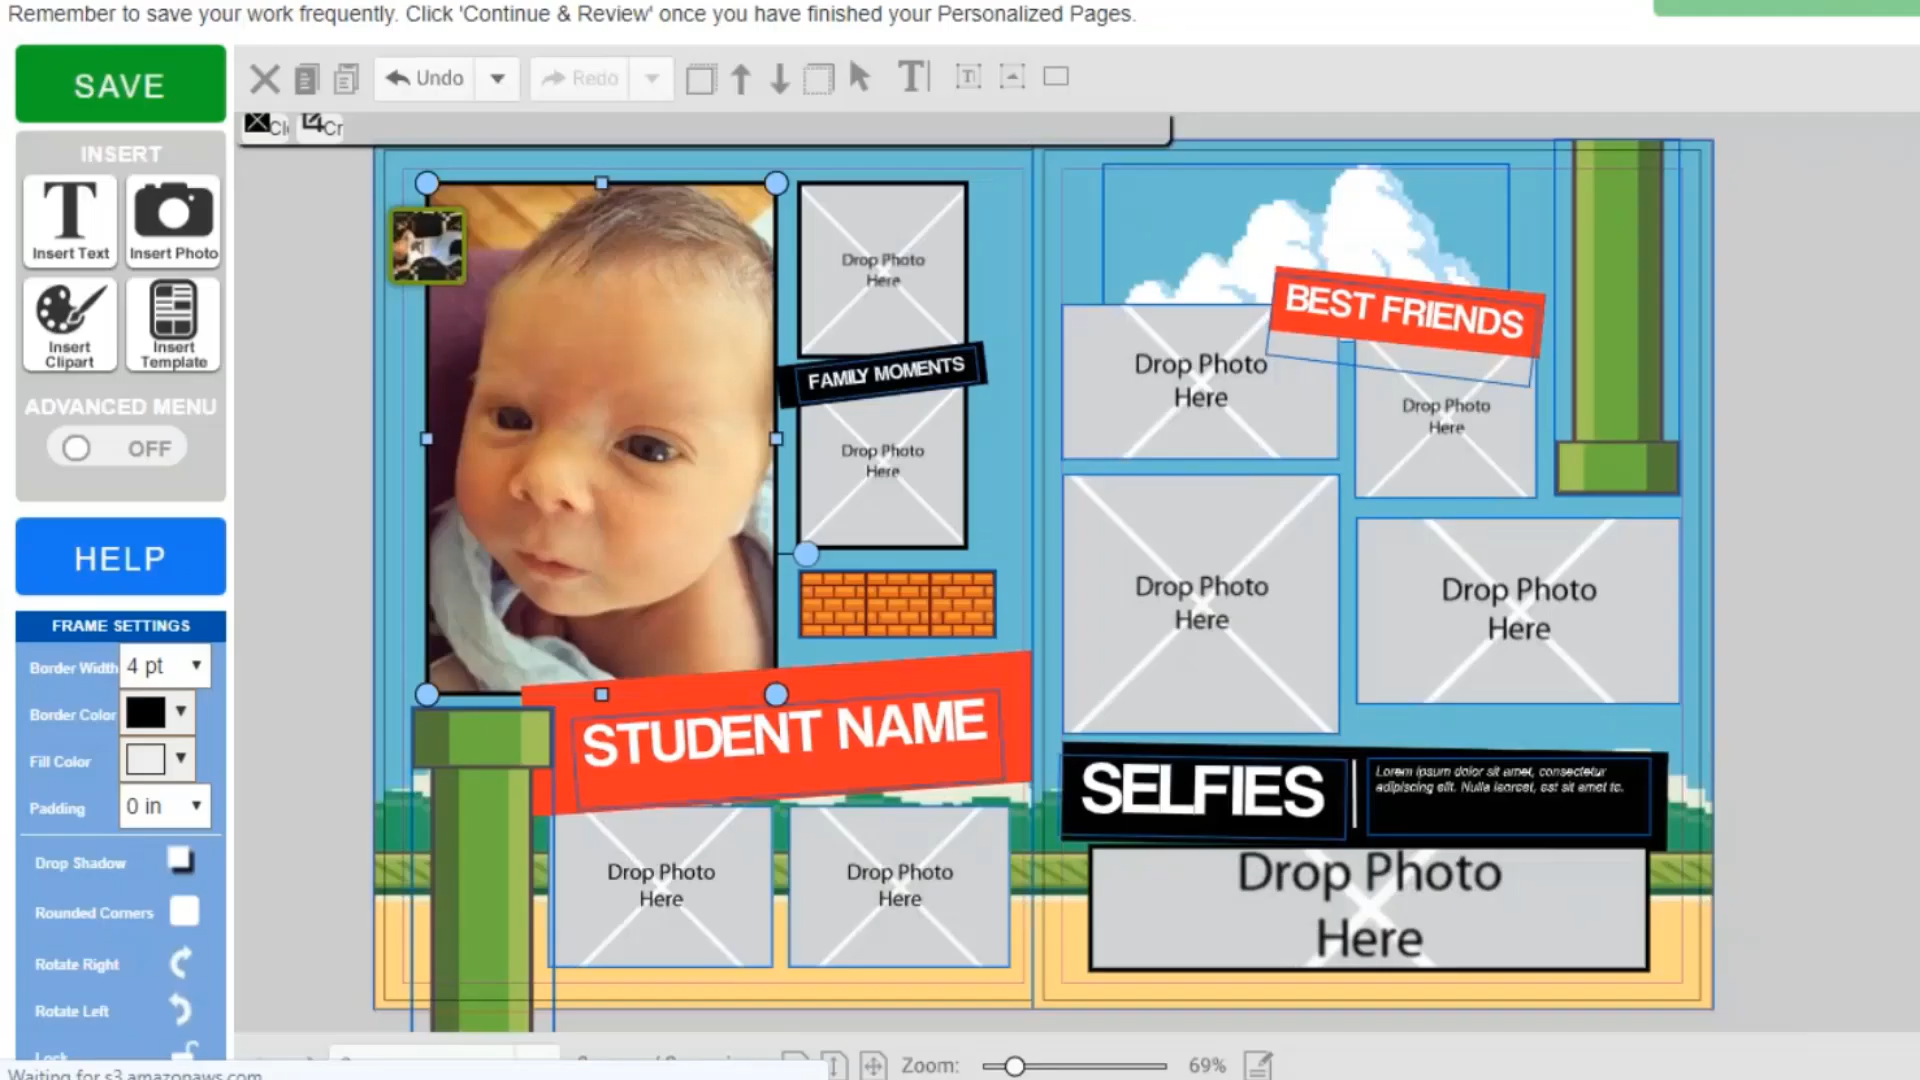 Remember to save your work frequently. Click 'Continue & Review' once you have finished your Personalized Pages.
SAVE
Undo
Redo
T
INSERT
Insert Text
Insert Photo
Insert
Clipart
Insert
Template
ADVANCED MENU
OFF
HELP
FRAME SETTINGS
Border Width
4 pt
Border Color
Fill Color
Padding
0 in
Drop Shadow
Rounded Corners
Rotate Right
Rotate Left
Lock
Waiting for s3.amazonaws.com
Cr
Drop Photo
Here
FAMILY MOMENTS
Drop Photo
Here
STUDENT NAME
Drop Photo
Here
Drop Photo
Here
BEST FRIENDS
Drop Photo
Here
Drop Photo
Here
Drop Photo
Here
Drop Photo
Here
SELFIES
Lorem ipsum dolor sit amet, consectetur
adipiscing elit. Nulla laoreet, est sit amet tc.
Drop Photo
Here
Zoom:
69%